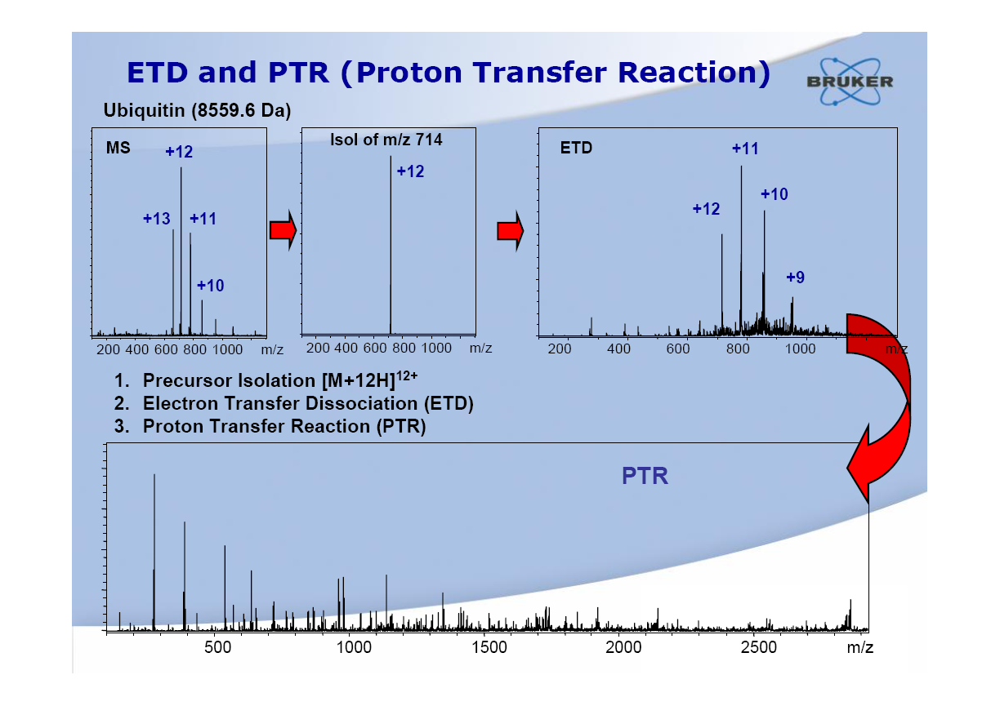 ETD and PTR (Proton Transfer Reaction)
BRUKER
Ubiquitin (8559.6 Da)
MS
+12
+13
+11
+10
200 400 600 800 1000 m/z
Isol of m/z 714
+12
200 400 600 800 1000 m/z
ETD
+11
+10
+12
+9
200 400 600 800 1000 m/z
1. Precursor Isolation [M+12H]12+
2. Electron Transfer Dissociation (ETD)
3. Proton Transfer Reaction (PTR)
PTR
500 1000 1500 2000 2500 m/z